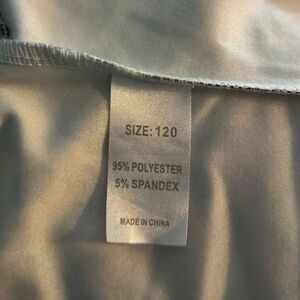 SIZE:120
95% POLYESTER
5% SPANDEX
MADE IN CHINA